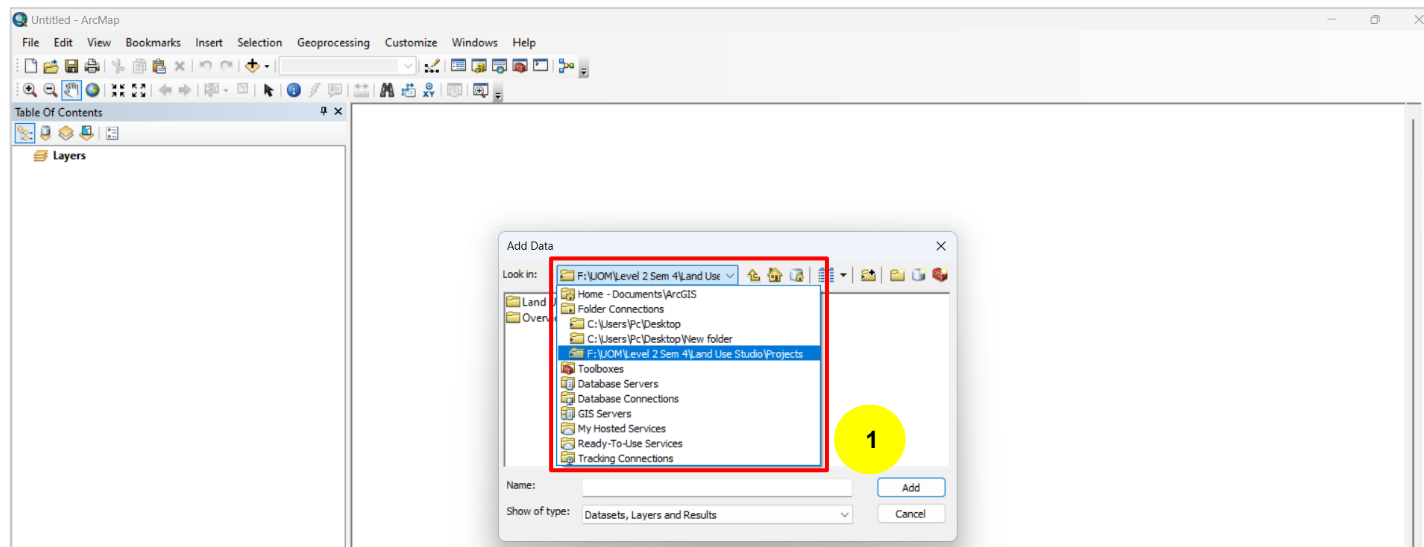 Untitled - ArcMap
File Edit View Bookmarks Insert Selection Geoprocessing Customize Windows Help
Table Of Contents
Layers
Add Data
Look in: F:\UOM\Level 2 Sem 4\Land Use
Home - Documents\ArcGIS
Folder Connections
Land U
C:\Users\Pc\Desktop
Overvi
C:\Users\Pc\Desktop\New folder
F:\UOM\Level 2 Sem 4\Land Use Studio\Projects
Toolboxes
Database Servers
Database Connections
GIS Servers
My Hosted Services
Ready-To-Use Services
Tracking Connections
1
Name:
Add
Show of type: Datasets, Layers and Results
Cancel